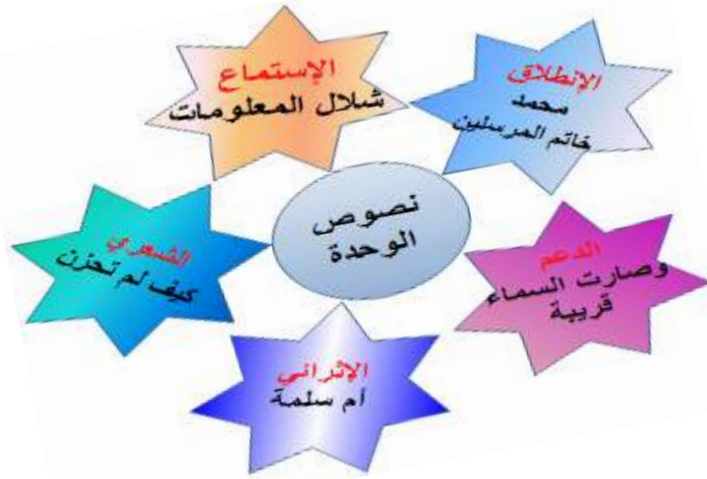 نصوص
الوحدة
الإنطلاق
محمد
خاتم المرسلين
الإستماع
شلال المعلومات
الشعري
كيف لم تحزن
الإثراني
أم سلمة
الدعم
وصارت السماء
قريبة